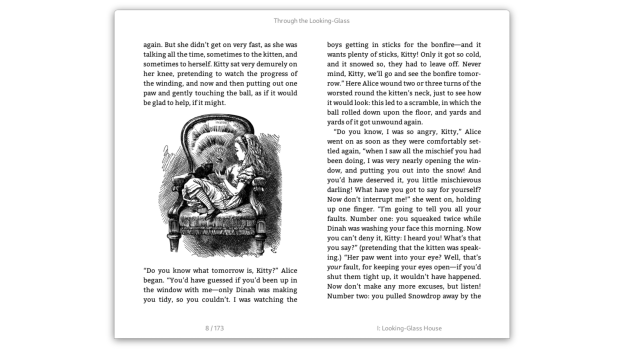 Through the Looking-Glass
again. But she didn’t get on very fast, as she was
talking all the time, sometimes to the kitten, and
sometimes to herself. Kitty sat very demurely on
her knee, pretending to watch the progress of
the winding, and now and then putting out one
paw and gently touching the ball, as if it would
be glad to help, if it might.
“Do you know what tomorrow is, Kitty?” Alice
began. “You’d have guessed if you’d been up in
the window with me—only Dinah was making
you tidy, so you couldn’t. I was watching the
boys getting in sticks for the bonfire—and it
wants plenty of sticks, Kitty! Only it got so cold,
and it snowed so, they had to leave off. Never
mind, Kitty, we’ll go and see the bonfire tomor-
row.” Here Alice wound two or three turns of the
worsted round the kitten’s neck, just to see how
it would look: this led to a scramble, in which the
ball rolled down upon the floor, and yards and
yards of it got unwound again.
“Do you know, I was so angry, Kitty,” Alice
went on as soon as they were comfortably set-
tled again, “when I saw all the mischief you had
been doing, I was very nearly opening the win-
dow, and putting you out into the snow! And
you’d have deserved it, you little mischievous
darling! What have you got to say for yourself?
Now don’t interrupt me!” she went on, holding
up one finger. “I’m going to tell you all your
faults. Number one: you squeaked twice while
Dinah was washing your face this morning. Now
you can’t deny it, Kitty: I heard you! What’s that
you say?” (pretending that the kitten was speak-
ing.) “Her paw went into your eye? Well, that’s
your fault, for keeping your eyes open—if you’d
shut them tight up, it wouldn’t have happened.
Now don’t make any more excuses, but listen!
Number two: you pulled Snowdrop away by the
8 / 173
I: Looking-Glass House